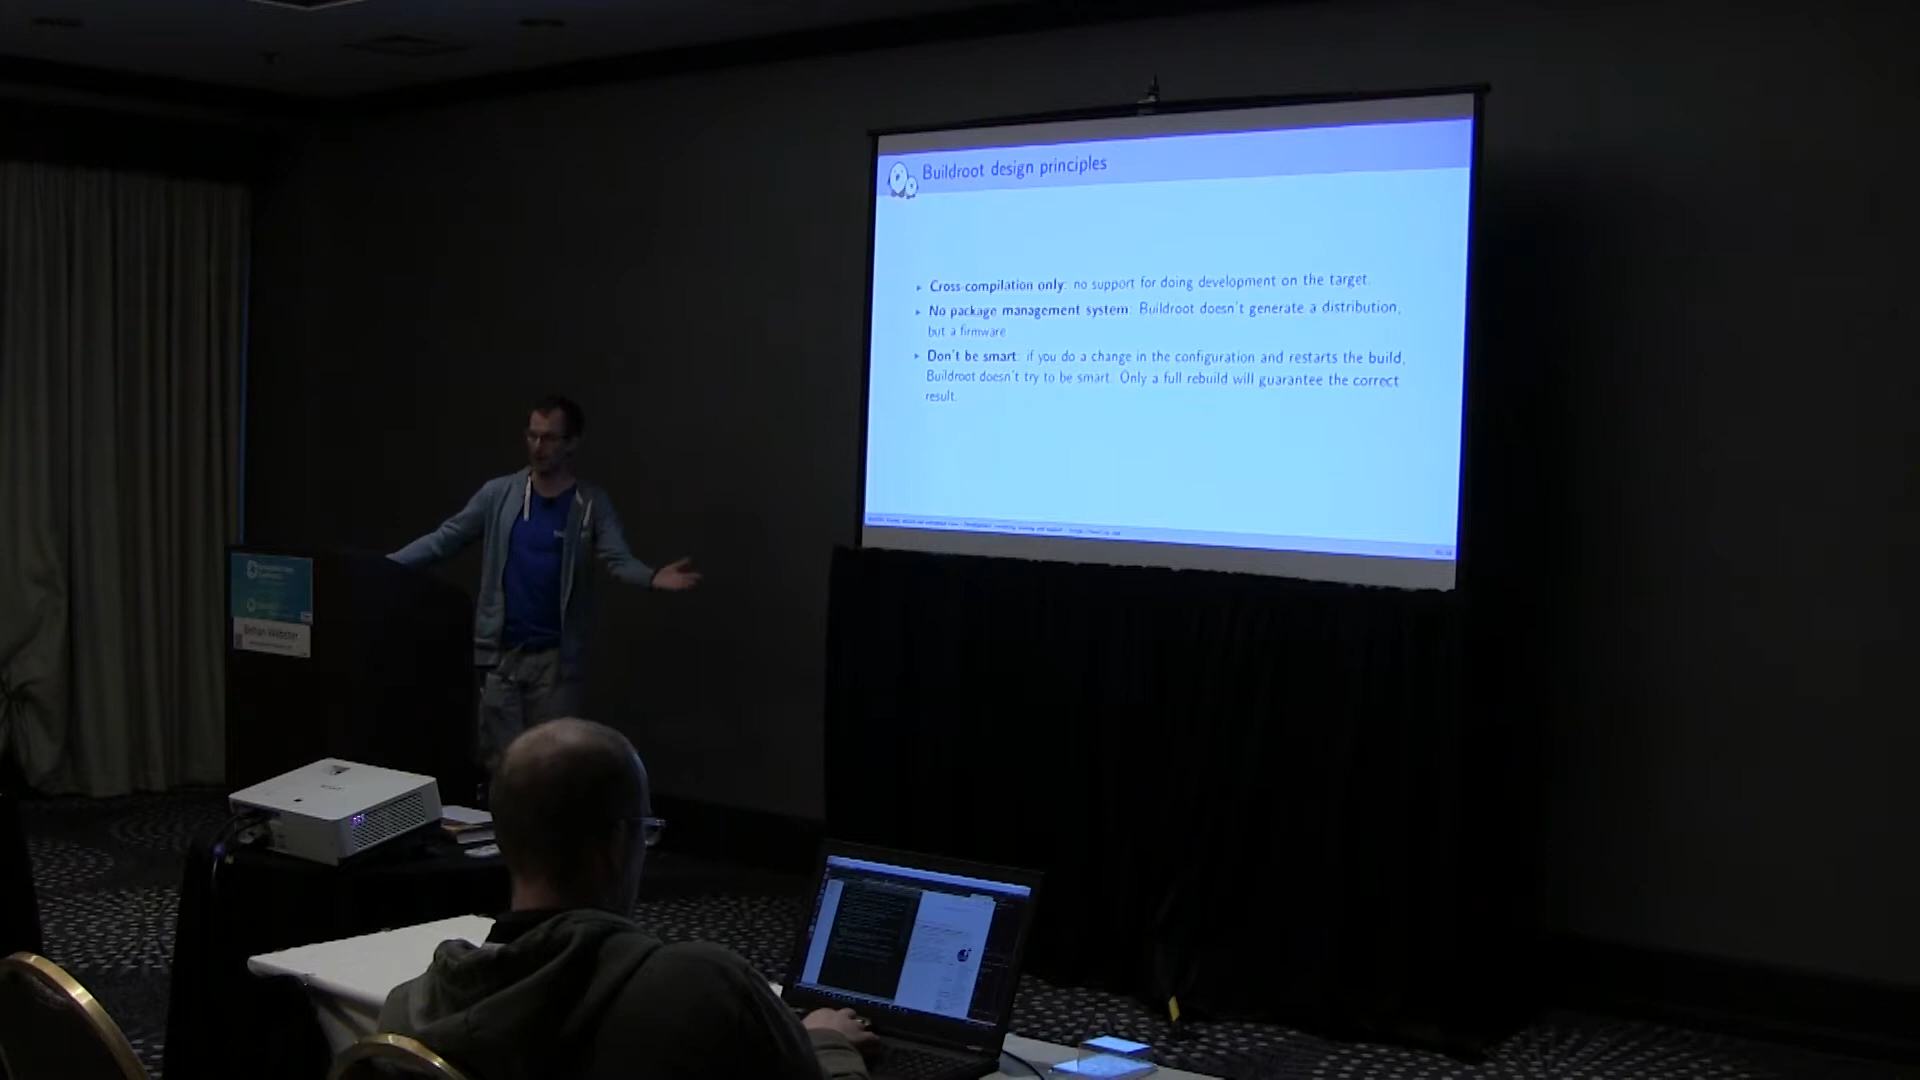 Buildroot design principles
▸ Cross-compilation only: no support for doing development on the target.
▸ No package management system: Buildroot doesn't generate a distribution,
but a firmware
▸ Don't be smart: if you do a change in the configuration and restarts the build,
Buildroot doesn't try to be smart. Only a full rebuild will guarantee the correct
result.
Behan Webster